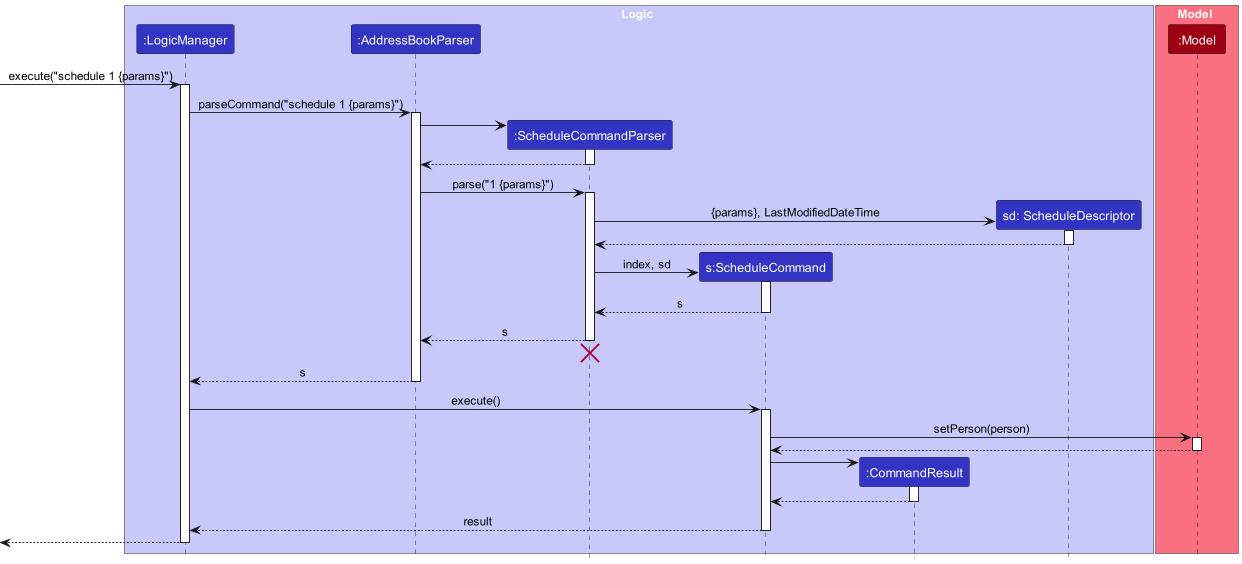 Logic
Model
:LogicManager
:AddressBookParser
:Model
execute("schedule 1 {params}")
parseCommand("schedule 1 {params}")
:ScheduleCommandParser
parse("1 {params}")
{params}, LastModifiedDateTime
sd: ScheduleDescriptor
index, sd
s:ScheduleCommand
s
s
s
execute()
setPerson(person)
:CommandResult
result